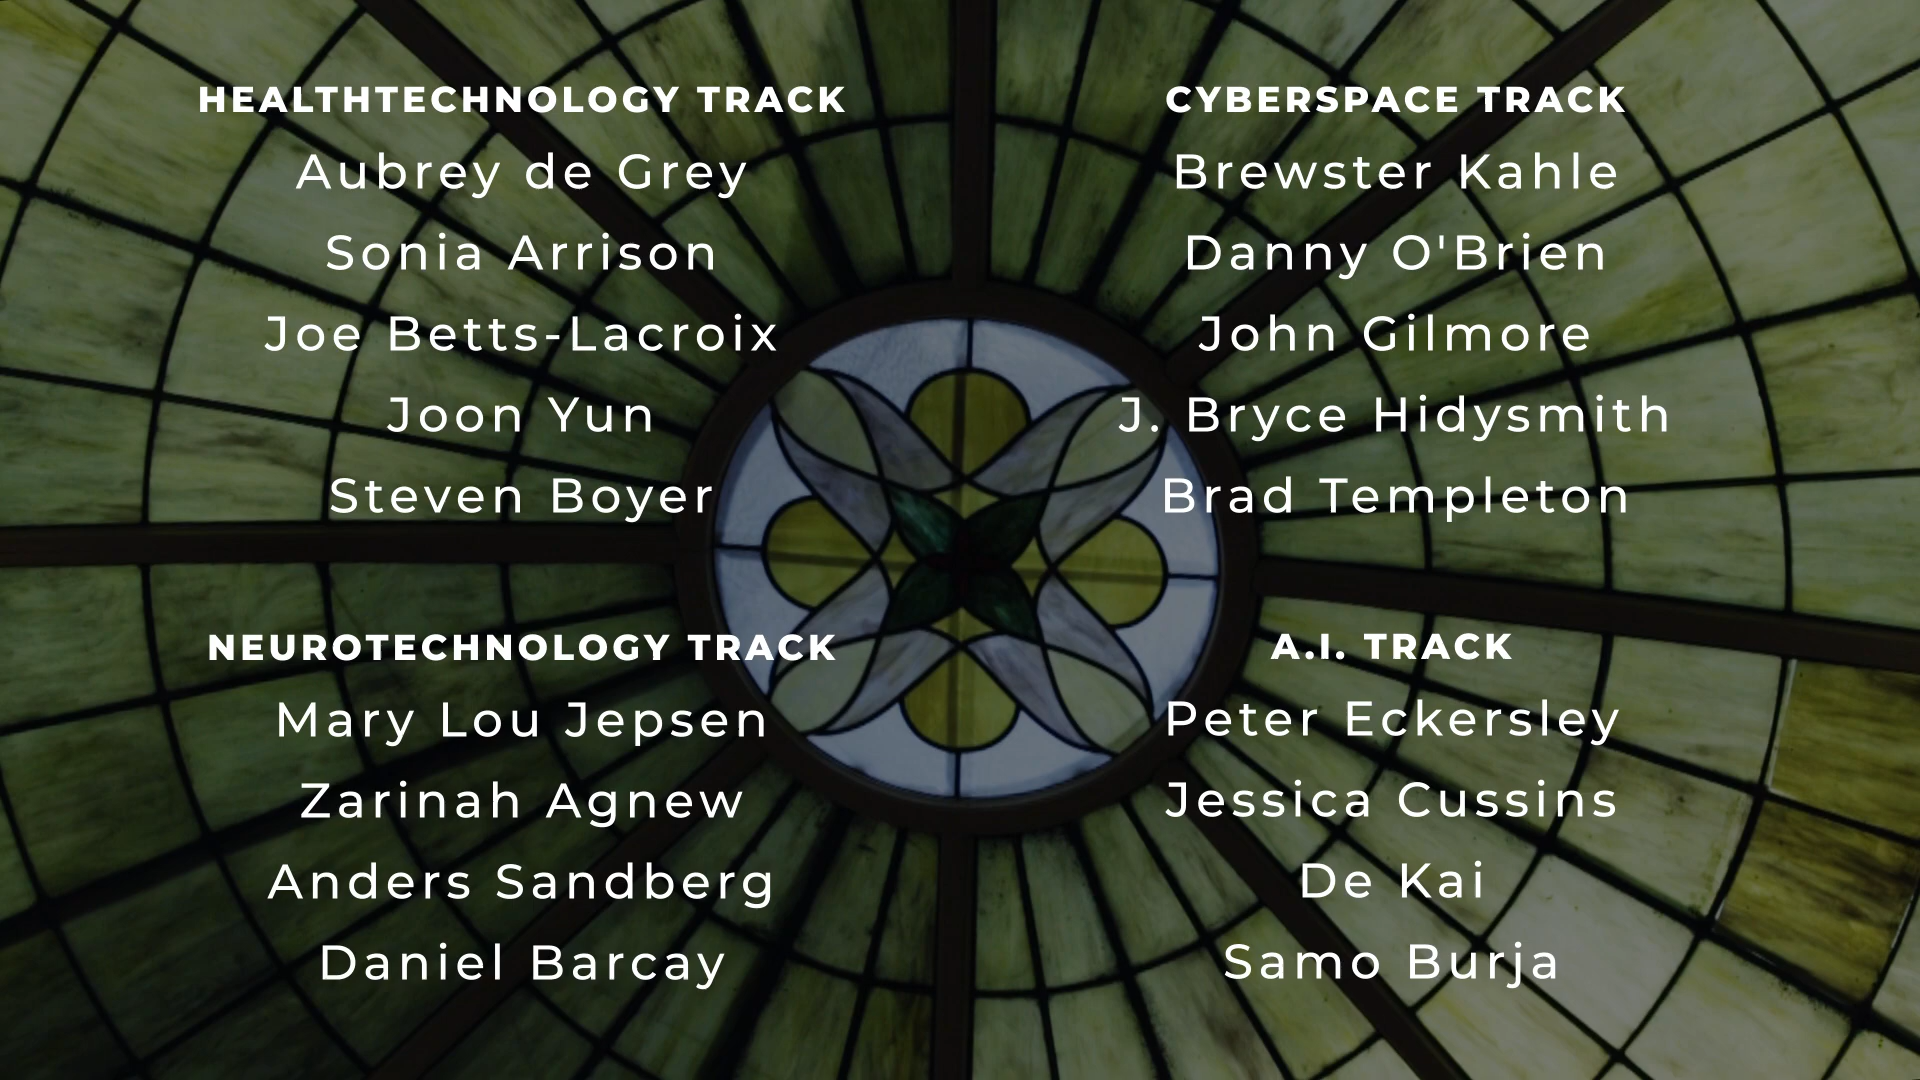 HEALTHTECHNOLOGY TRACK
Aubrey de Grey
Sonia Arrison
Joe Betts-Lacroix
Joon Yun
Steven Boyer
CYBERSPACE TRACK
Brewster Kahle
Danny O'Brien
John Gilmore
J. Bryce Hidysmith
Brad Templeton
NEUROTECHNOLOGY TRACK
Mary Lou Jepsen
Zarinah Agnew
Anders Sandberg
Daniel Barcay
A.I. TRACK
Peter Eckersley
Jessica Cussins
De Kai
Samo Burja